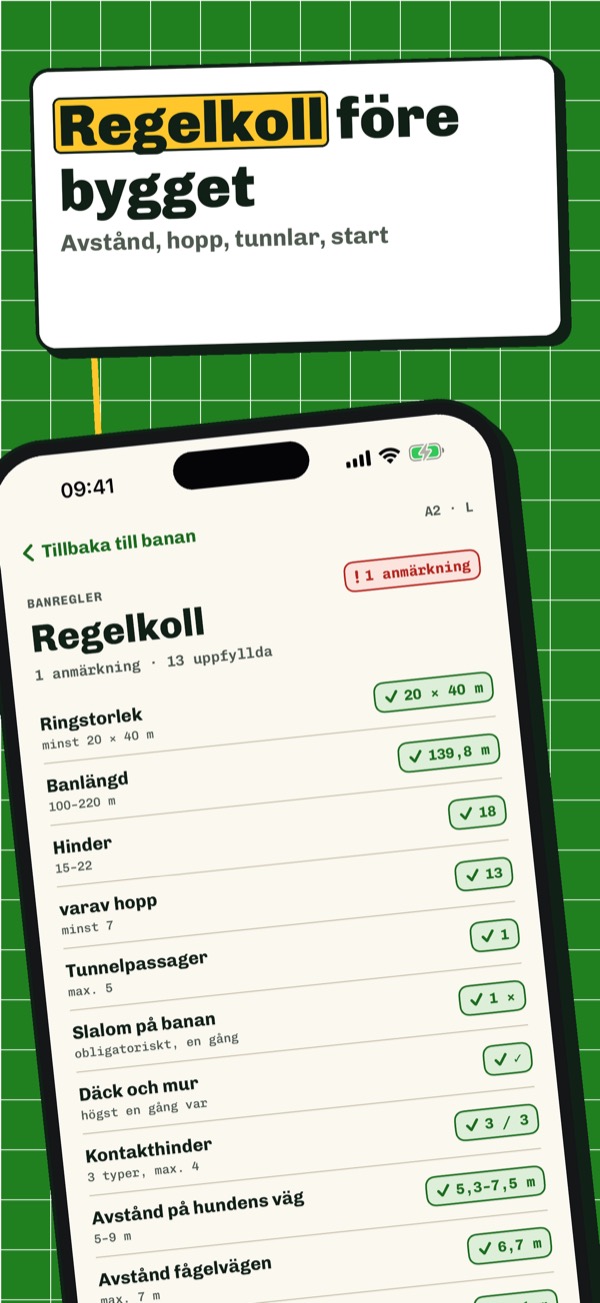 Regelkoll före
bygget
Avstånd, hopp, tunnlar, start
09:41
A2 · L
Tillbaka till banan
! 1 anmärkning
BANREGLER
Regelkoll
1 anmärkning · 13 uppfyllda
Ringstorlek
✓ 20 × 40 m
minst 20 × 40 m
Banlängd
✓ 139,8 m
100–220 m
Hinder
✓ 18
15–22
varav hopp
✓ 13
minst 7
Tunnelpassager
✓ 1
max. 5
Slalom på banan
✓ 1 ×
obligatoriskt, en gång
Däck och mur
✓ ✓
högst en gång var
Kontakthinder
✓ 3 / 3
3 typer, max. 4
Avstånd på hundens väg
✓ 5,3–7,5 m
5–9 m
Avstånd fågelvägen
✓ 6,7 m
max. 7 m